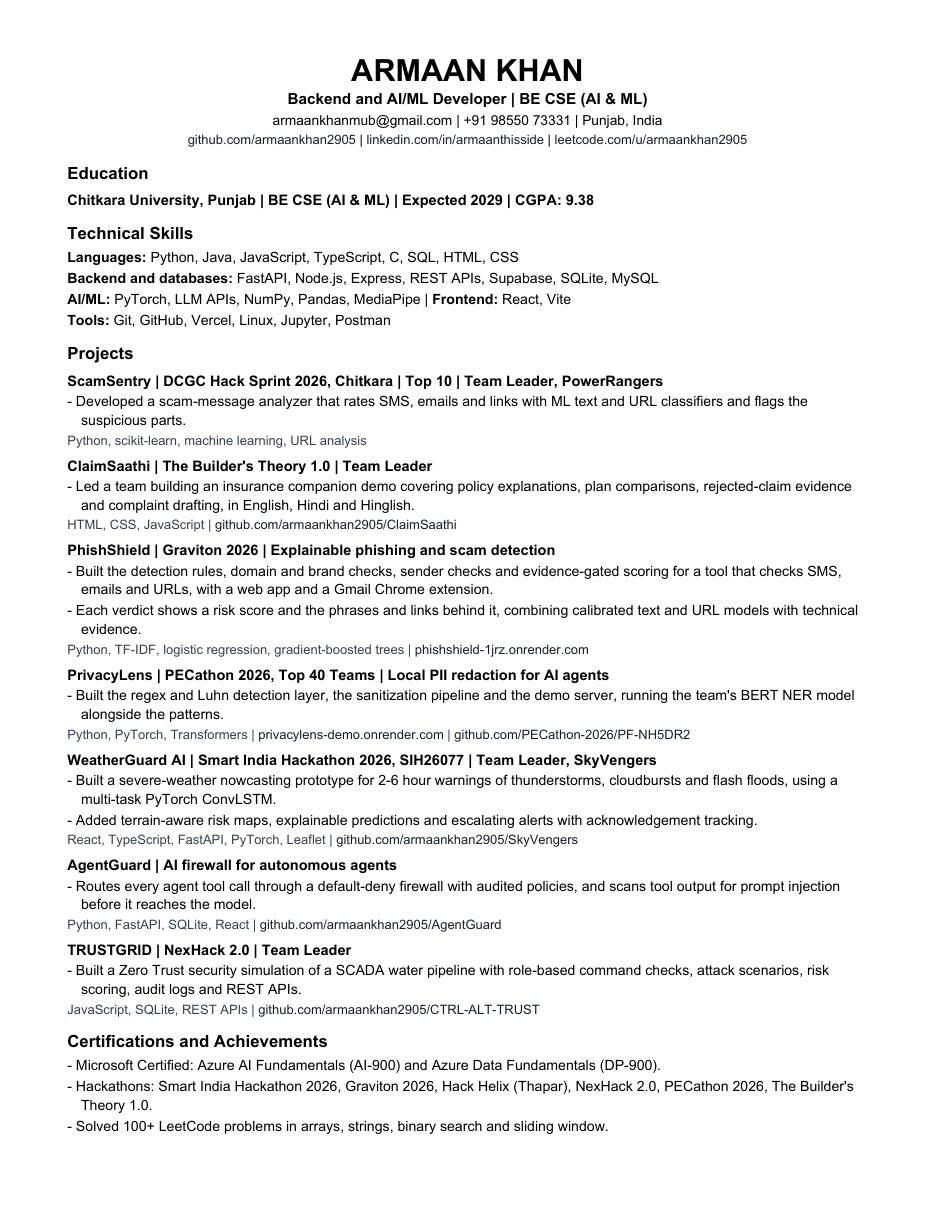 ARMAAN KHAN
Backend and AI/ML Developer | BE CSE (AI & ML)
armaankhanmub@gmail.com | +91 98550 73331 | Punjab, India
github.com/armaankhan2905 | linkedin.com/in/armaanthisside | leetcode.com/u/armaankhan2905
Education
Chitkara University, Punjab | BE CSE (AI & ML) | Expected 2029 | CGPA: 9.38
Technical Skills
Languages: Python, Java, JavaScript, TypeScript, C, SQL, HTML, CSS
Backend and databases: FastAPI, Node.js, Express, REST APIs, Supabase, SQLite, MySQL
AI/ML: PyTorch, LLM APIs, NumPy, Pandas, MediaPipe | Frontend: React, Vite
Tools: Git, GitHub, Vercel, Linux, Jupyter, Postman
Projects
ScamSentry | DCGC Hack Sprint 2026, Chitkara | Top 10 | Team Leader, PowerRangers
- Developed a scam-message analyzer that rates SMS, emails and links with ML text and URL classifiers and flags the
suspicious parts.
Python, scikit-learn, machine learning, URL analysis
ClaimSaathi | The Builder's Theory 1.0 | Team Leader
- Led a team building an insurance companion demo covering policy explanations, plan comparisons, rejected-claim evidence
and complaint drafting, in English, Hindi and Hinglish.
HTML, CSS, JavaScript | github.com/armaankhan2905/ClaimSaathi
PhishShield | Graviton 2026 | Explainable phishing and scam detection
- Built the detection rules, domain and brand checks, sender checks and evidence-gated scoring for a tool that checks SMS,
emails and URLs, with a web app and a Gmail Chrome extension.
- Each verdict shows a risk score and the phrases and links behind it, combining calibrated text and URL models with technical
evidence.
Python, TF-IDF, logistic regression, gradient-boosted trees | phishshield-1jrz.onrender.com
PrivacyLens | PECathon 2026, Top 40 Teams | Local PII redaction for AI agents
- Built the regex and Luhn detection layer, the sanitization pipeline and the demo server, running the team's BERT NER model
alongside the patterns.
Python, PyTorch, Transformers | privacylens-demo.onrender.com | github.com/PECathon-2026/PF-NH5DR2
WeatherGuard AI | Smart India Hackathon 2026, SIH26077 | Team Leader, SkyVengers
- Built a severe-weather nowcasting prototype for 2-6 hour warnings of thunderstorms, cloudbursts and flash floods, using a
multi-task PyTorch ConvLSTM.
- Added terrain-aware risk maps, explainable predictions and escalating alerts with acknowledgement tracking.
React, TypeScript, FastAPI, PyTorch, Leaflet | github.com/armaankhan2905/SkyVengers
AgentGuard | AI firewall for autonomous agents
- Routes every agent tool call through a default-deny firewall with audited policies, and scans tool output for prompt injection
before it reaches the model.
Python, FastAPI, SQLite, React | github.com/armaankhan2905/AgentGuard
TRUSTGRID | NexHack 2.0 | Team Leader
- Built a Zero Trust security simulation of a SCADA water pipeline with role-based command checks, attack scenarios, risk
scoring, audit logs and REST APIs.
JavaScript, SQLite, REST APIs | github.com/armaankhan2905/CTRL-ALT-TRUST
Certifications and Achievements
- Microsoft Certified: Azure AI Fundamentals (AI-900) and Azure Data Fundamentals (DP-900).
- Hackathons: Smart India Hackathon 2026, Graviton 2026, Hack Helix (Thapar), NexHack 2.0, PECathon 2026, The Builder's
Theory 1.0.
- Solved 100+ LeetCode problems in arrays, strings, binary search and sliding window.